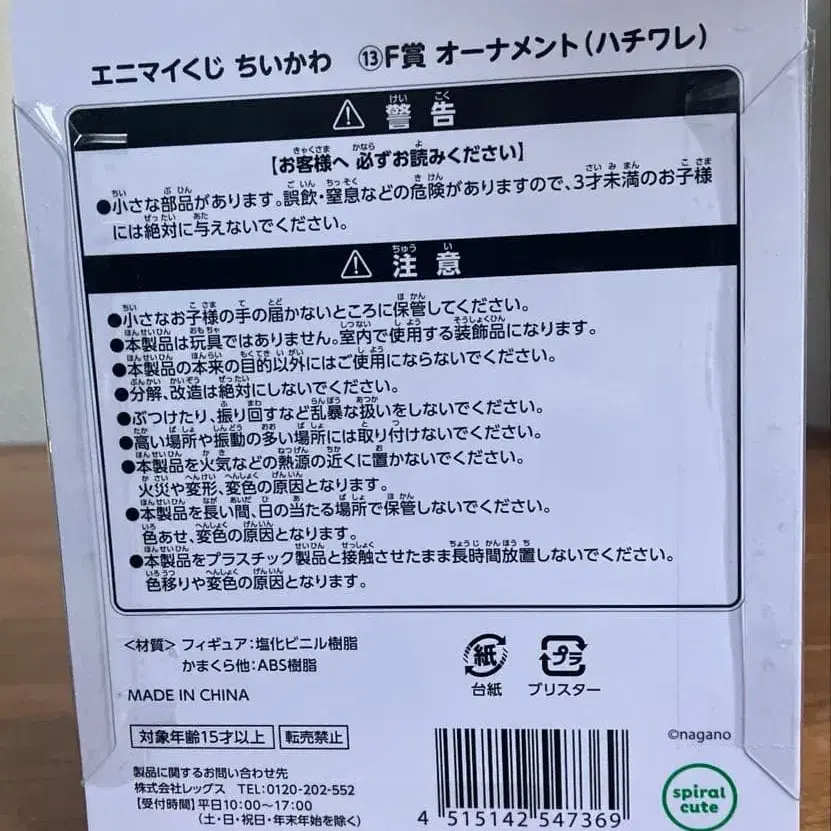 エニマイくじ ちいかわ ⑬F賞 オーナメント(ハチワレ)
⚠ 警告
【お客様へ 必ずお読みください】
●小さな部品があります。誤飲・窒息などの危険がありますので、3才未満のお子様
には絶対に与えないでください。
⚠ 注意
●小さなお子様の手の届かないところに保管してください。
●本製品は玩具ではありません。室内で使用する装飾品になります。
●本製品の本来の目的以外にはご使用にならないでください。
●分解、改造は絶対にしないでください。
●ぶつけたり、振り回すなど乱暴な扱いをしないでください。
●高い場所や振動の多い場所には取り付けないでください。
●本製品を火気などの熱源の近くに置かないでください。
火災や変形、変色の原因となります。
●本製品を長い間、日の当たる場所で保管しないでください。
色あせ、変色の原因となります。
●本製品をプラスチック製品と接触させたまま長時間放置しないでください。
色移りや変色の原因となります。
<材質> フィギュア:塩化ビニル樹脂
かまくら他:ABS樹脂
MADE IN CHINA
紙
台紙
プラ
ブリスター
対象年齢15才以上 転売禁止
製品に関するお問い合わせ先
株式会社レッグス TEL:0120-202-552
【受付時間】平日10:00~17:00
(土・日・祝日・年末年始を除く)
4 515142 547369
©nagano
spiral
cute